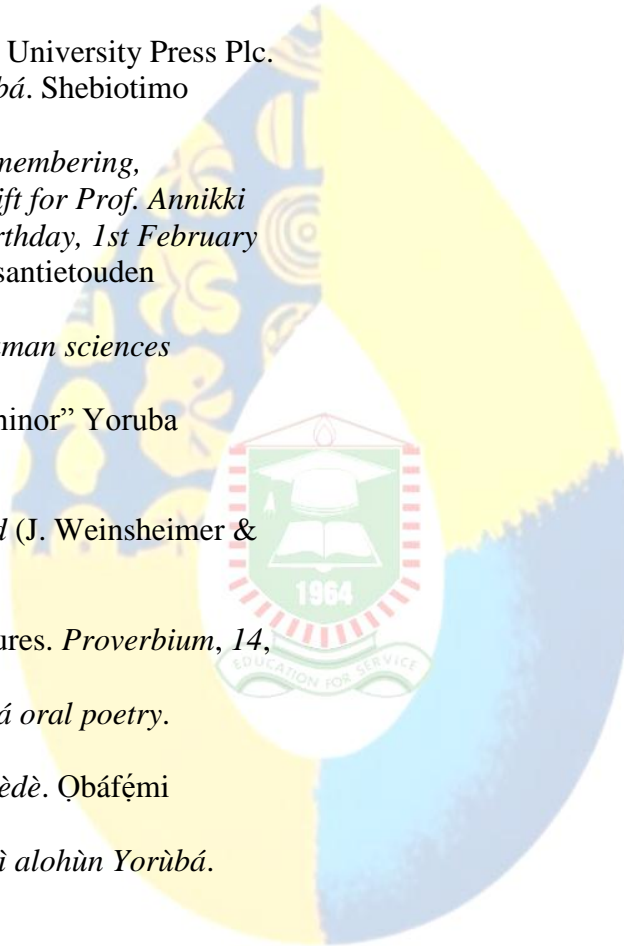 University Press Plc.
bá. Shebiotimo
membering,
ift for Prof. Annikki
rthday, 1st February
santietouden
uman sciences
ninor” Yoruba
d (J. Weinsheimer &
1964
ures. Proverbium, 14,
EDUCATION FOR SERVICE
á oral poetry.
èdè. Ọbáfẹ́mi
ì alohùn Yorùbá.